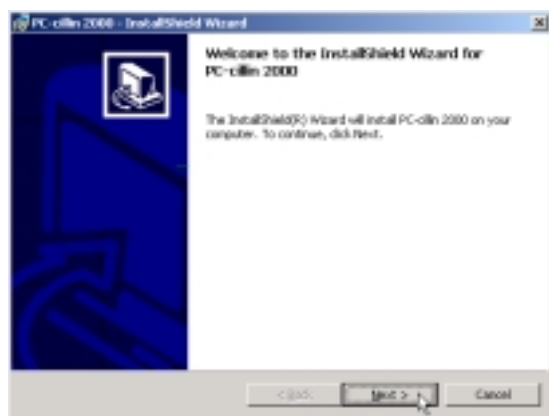 PC-cillin 2000 - InstallShield Wizard
Welcome to the InstallShield Wizard for
PC-cillin 2000
The InstallShield(R) Wizard will install PC-cillin 2000 on your
computer. To continue, click Next.
< Back
Next >
Cancel